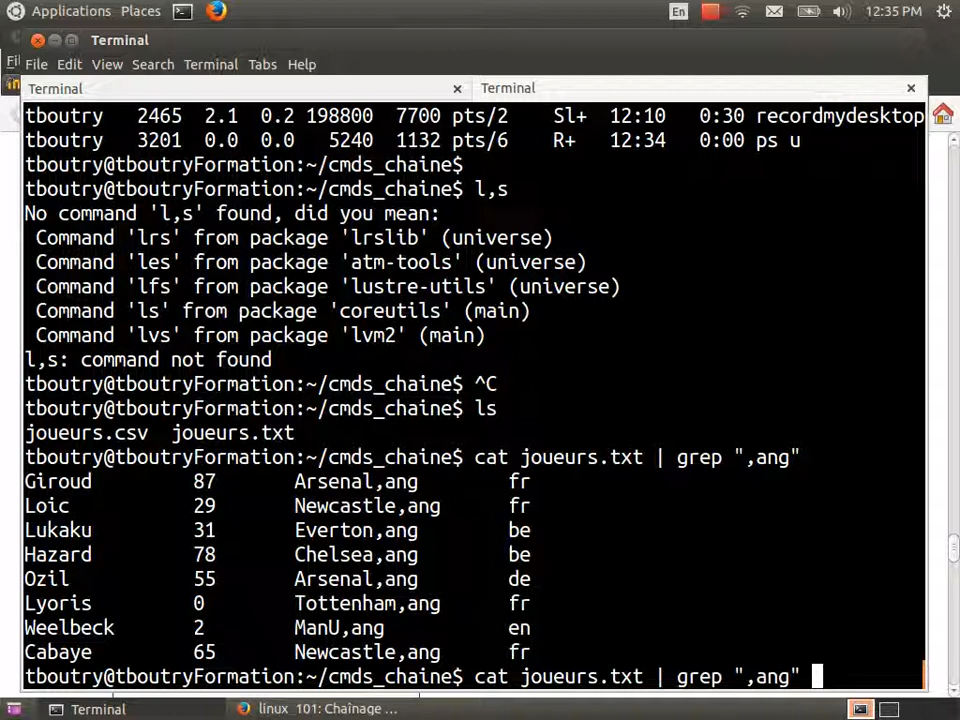 Applications Places En 12:35 PM
Terminal
File Edit View Search Terminal Tabs Help
Terminal × Terminal ×
tboutry 2465 2.1 0.2 198800 7700 pts/2 Sl+ 12:10 0:30 recordmydesktop
tboutry 3201 0.0 0.0 5240 1132 pts/6 R+ 12:34 0:00 ps u
tboutry@tboutryFormation:~/cmds_chaine$
tboutry@tboutryFormation:~/cmds_chaine$ l,s
No command 'l,s' found, did you mean:
Command 'lrs' from package 'lrslib' (universe)
Command 'les' from package 'atm-tools' (universe)
Command 'lfs' from package 'lustre-utils' (universe)
Command 'ls' from package 'coreutils' (main)
Command 'lvs' from package 'lvm2' (main)
l,s: command not found
tboutry@tboutryFormation:~/cmds_chaine$ ^C
tboutry@tboutryFormation:~/cmds_chaine$ ls
joueurs.csv joueurs.txt
tboutry@tboutryFormation:~/cmds_chaine$ cat joueurs.txt | grep ",ang"
Giroud 87 Arsenal,ang fr
Loic 29 Newcastle,ang fr
Lukaku 31 Everton,ang be
Hazard 78 Chelsea,ang be
Ozil 55 Arsenal,ang de
Lyoris 0 Tottenham,ang fr
Weelbeck 2 ManU,ang en
Cabaye 65 Newcastle,ang fr
tboutry@tboutryFormation:~/cmds_chaine$ cat joueurs.txt | grep ",ang"
Terminal linux_101: Chaînage ...